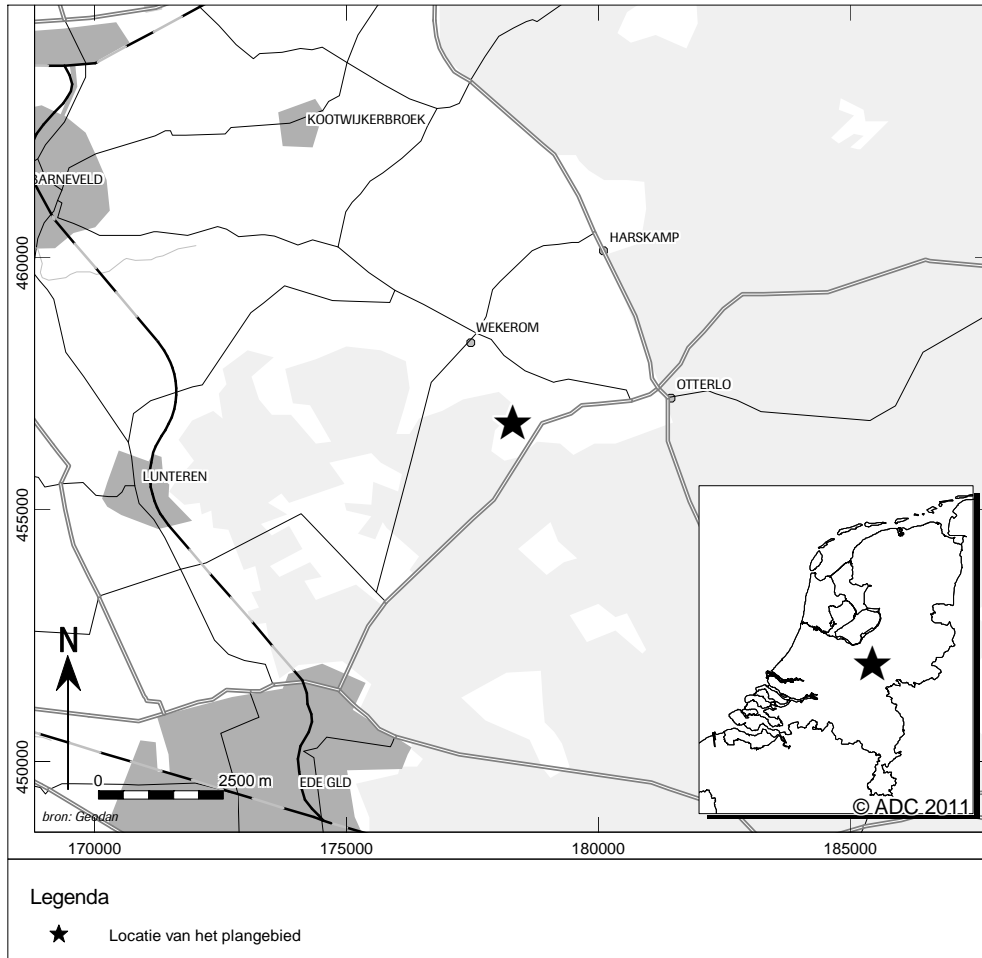 KOOTWIJKERBROEK
BARNEVELD
HARSKAMP
460000
WEKEROM
OTTERLO
LUNTEREN
455000
N
0 2500 m
EDE GLD
450000
bron: Geodan
© ADC 2011
170000 175000 180000 185000
Legenda
Locatie van het plangebied